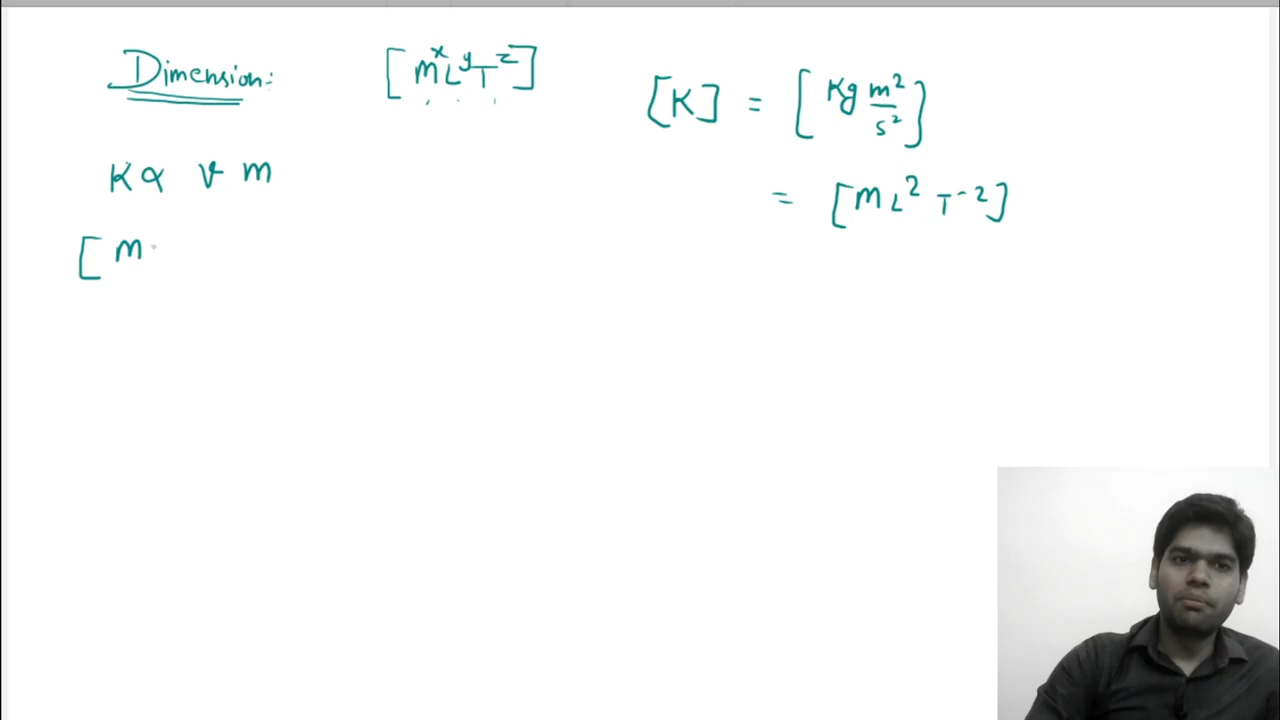 Dimension:
[M^x L^y T^z]
K ∝ v m
[ M
[K] = [Kg m²/s²]
= [M L² T⁻²]